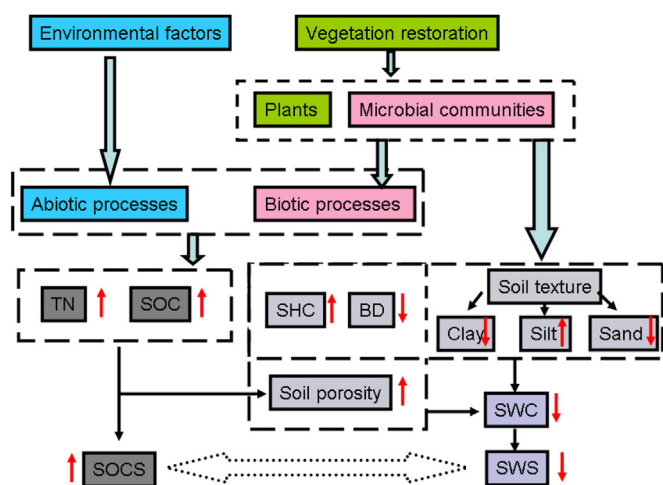 Environmental factors
Vegetation restoration
Plants
Microbial communities
Abiotic processes
Biotic processes
TN
SOC
SHC
BD
Soil texture
Clay
Silt
Sand
Soil porosity
SWC
SOCS
SWS